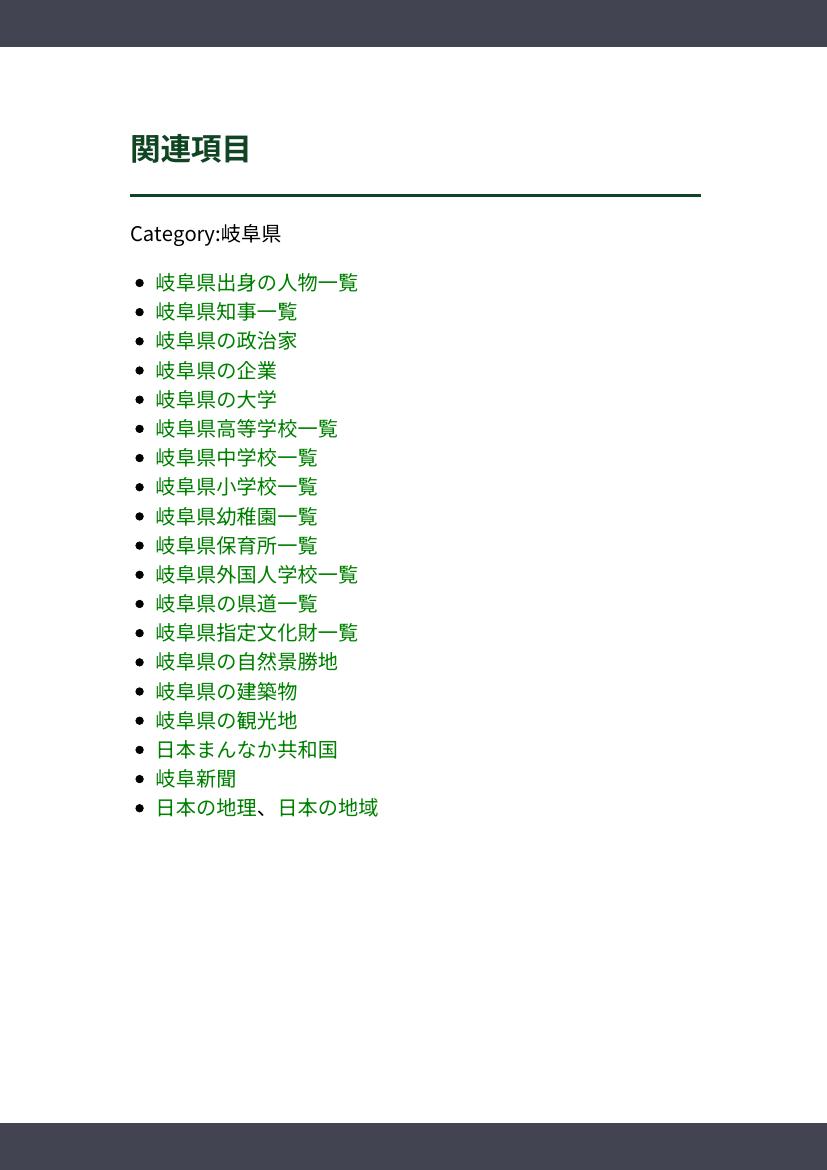 関連項目
Category:岐阜県
岐阜県出身の人物一覧
岐阜県知事一覧
岐阜県の政治家
岐阜県の企業
岐阜県の大学
岐阜県高等学校一覧
岐阜県中学校一覧
岐阜県小学校一覧
岐阜県幼稚園一覧
岐阜県保育所一覧
岐阜県外国人学校一覧
岐阜県の県道一覧
岐阜県指定文化財一覧
岐阜県の自然景勝地
岐阜県の建築物
岐阜県の観光地
日本まんなか共和国
岐阜新聞
日本の地理、日本の地域